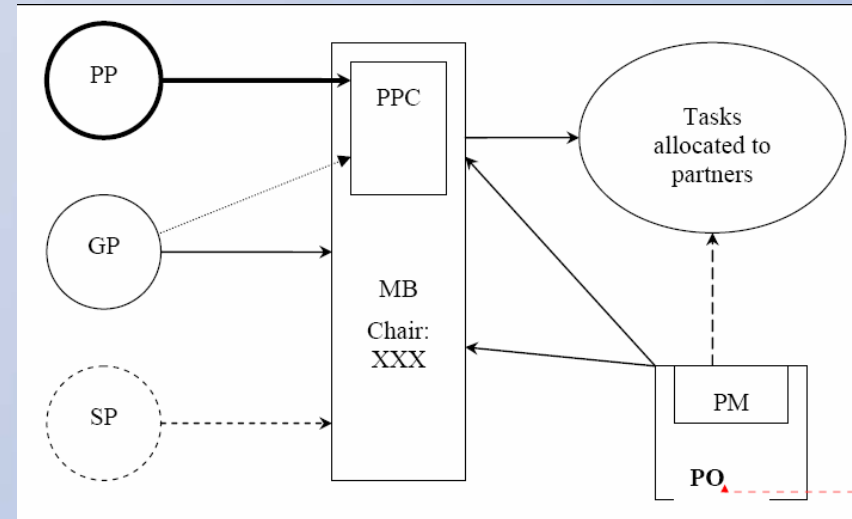 PP
PPC
Tasks
allocated to
partners
GP
MB
Chair:
XXX
SP
PM
PO